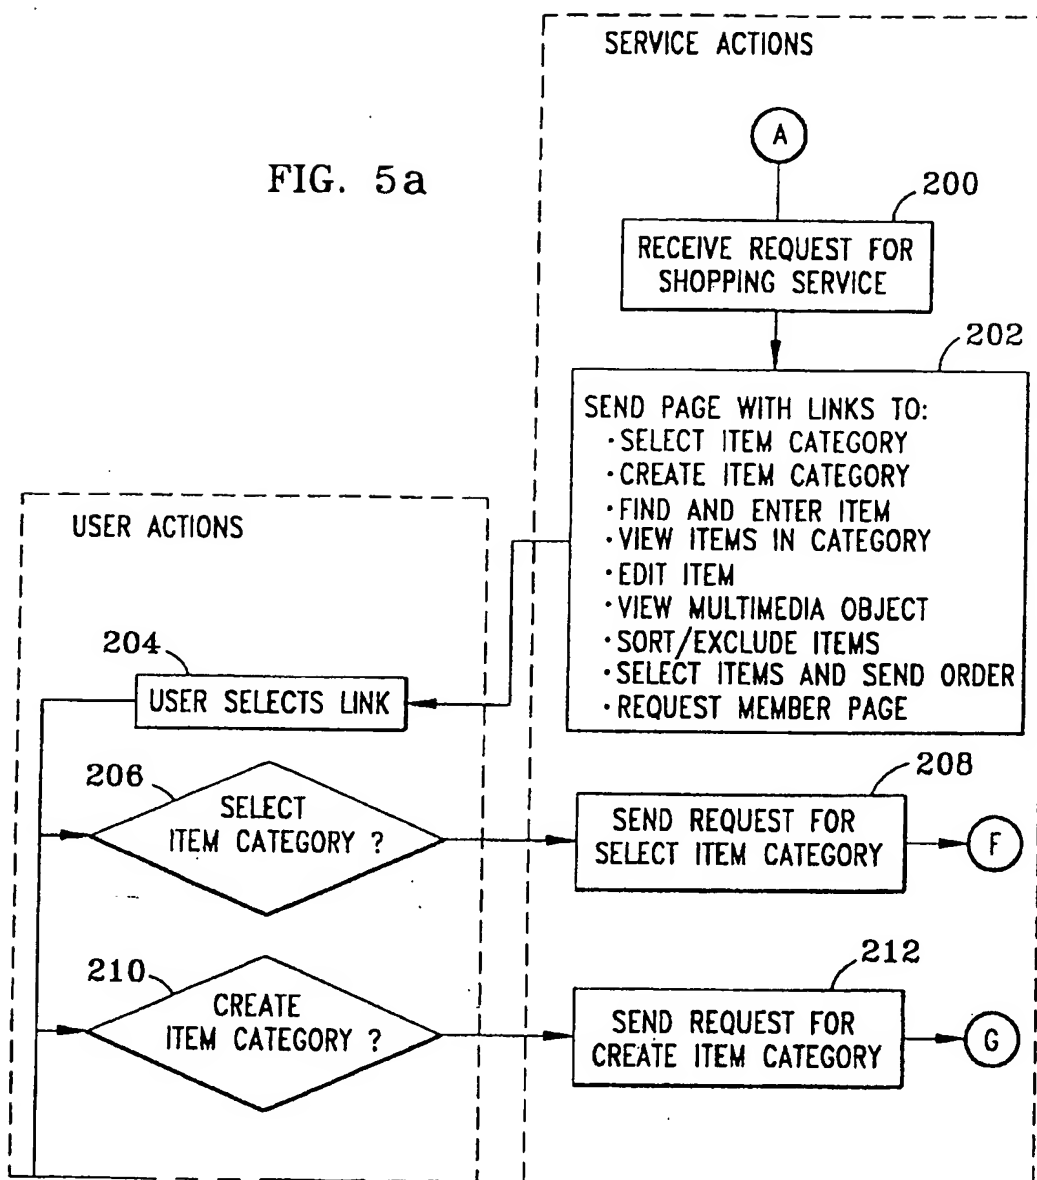 SERVICE ACTIONS
A
FIG. 5a
200
RECEIVE REQUEST FOR
SHOPPING SERVICE
202
SEND PAGE WITH LINKS TO:
·SELECT ITEM CATEGORY
·CREATE ITEM CATEGORY
·FIND AND ENTER ITEM
·VIEW ITEMS IN CATEGORY
·EDIT ITEM
·VIEW MULTIMEDIA OBJECT
·SORT/EXCLUDE ITEMS
·SELECT ITEMS AND SEND ORDER
·REQUEST MEMBER PAGE
USER ACTIONS
204
USER SELECTS LINK
206
SELECT
ITEM CATEGORY ?
208
SEND REQUEST FOR
SELECT ITEM CATEGORY
F
210
CREATE
ITEM CATEGORY ?
212
SEND REQUEST FOR
CREATE ITEM CATEGORY
G